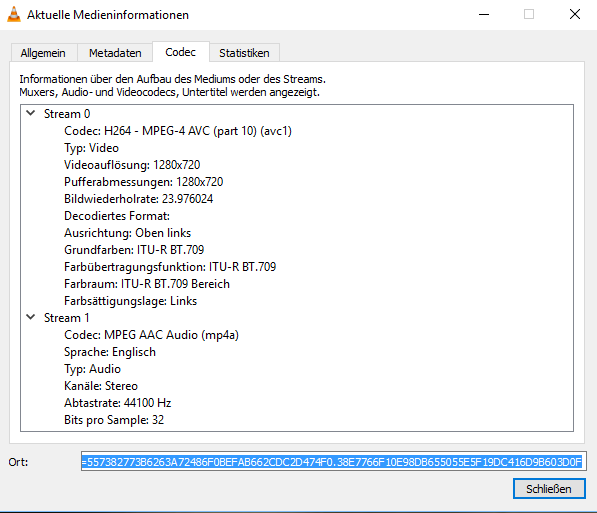 Aktuelle Medieninformationen
Allgemein Metadaten Codec Statistiken
Informationen über den Aufbau des Mediums oder des Streams.
Muxers, Audio- und Videocodecs, Untertitel werden angezeigt.
Stream 0
Codec: H264 - MPEG-4 AVC (part 10) (avc1)
Typ: Video
Videoauflösung: 1280x720
Pufferabmessungen: 1280x720
Bildwiederholrate: 23.976024
Decodiertes Format:
Ausrichtung: Oben links
Grundfarben: ITU-R BT.709
Farbübertragungsfunktion: ITU-R BT.709
Farbraum: ITU-R BT.709 Bereich
Farbsättigungslage: Links
Stream 1
Codec: MPEG AAC Audio (mp4a)
Sprache: Englisch
Typ: Audio
Kanäle: Stereo
Abtastrate: 44100 Hz
Bits pro Sample: 32
Ort: =557382773B6263A72486F0BEFAB662CDC2D474F0.38E7766F10E98DB655055E5F19DC416D9B603D0F
Schließen